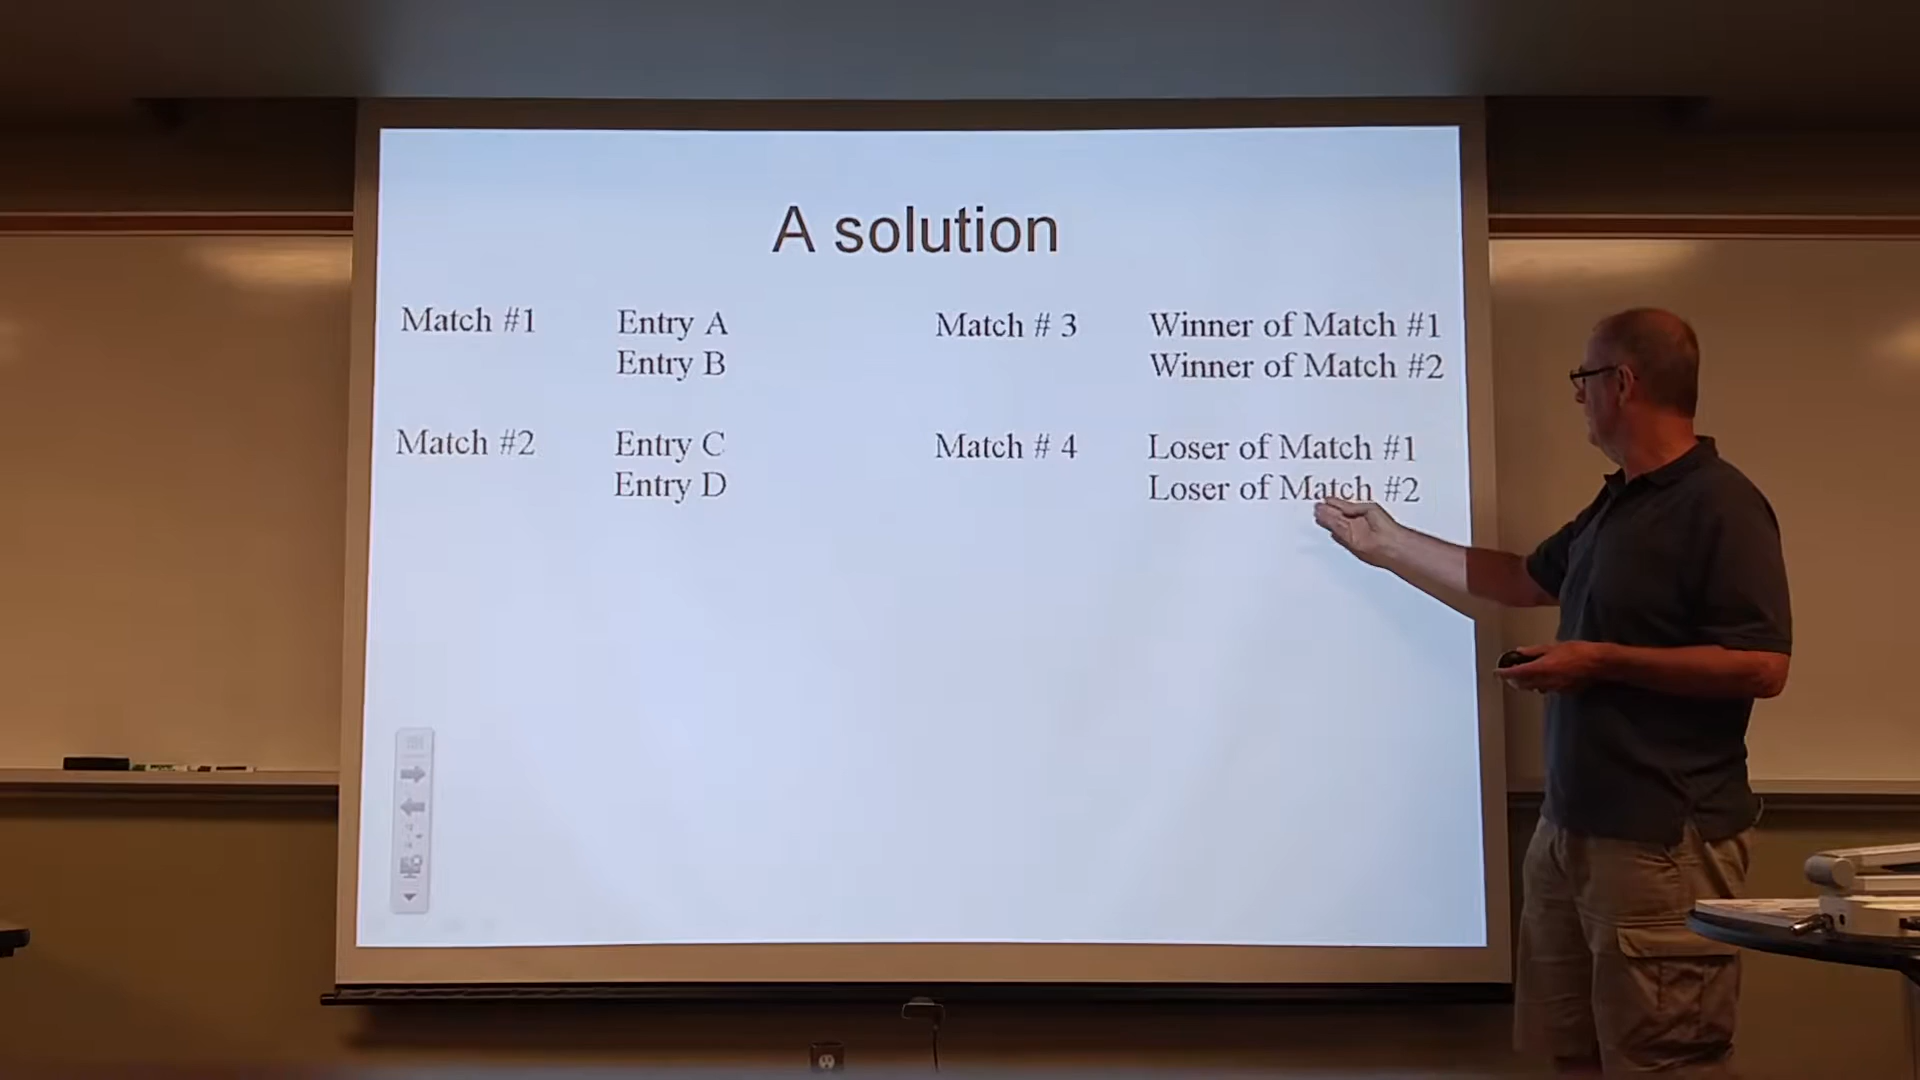 A solution
Match #1 Entry A
Entry B
Match #2 Entry C
Entry D
Match # 3 Winner of Match #1
Winner of Match #2
Match # 4 Loser of Match #1
Loser of Match #2